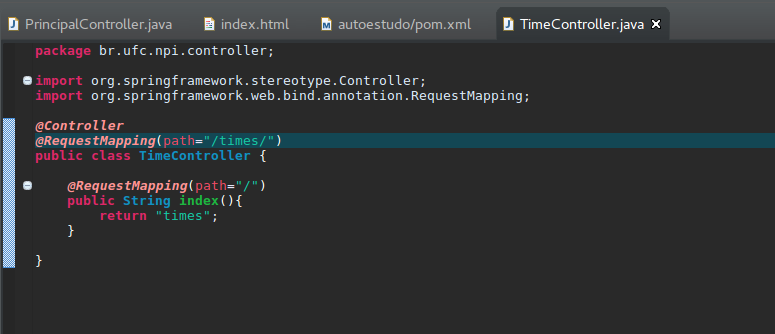 PrincipalController.java index.html autoestudo/pom.xml TimeController.java
package br.ufc.npi.controller;
import org.springframework.stereotype.Controller;
import org.springframework.web.bind.annotation.RequestMapping;
@Controller
@RequestMapping(path="/times/")
public class TimeController {
@RequestMapping(path="/")
public String index(){
return "times";
}
}